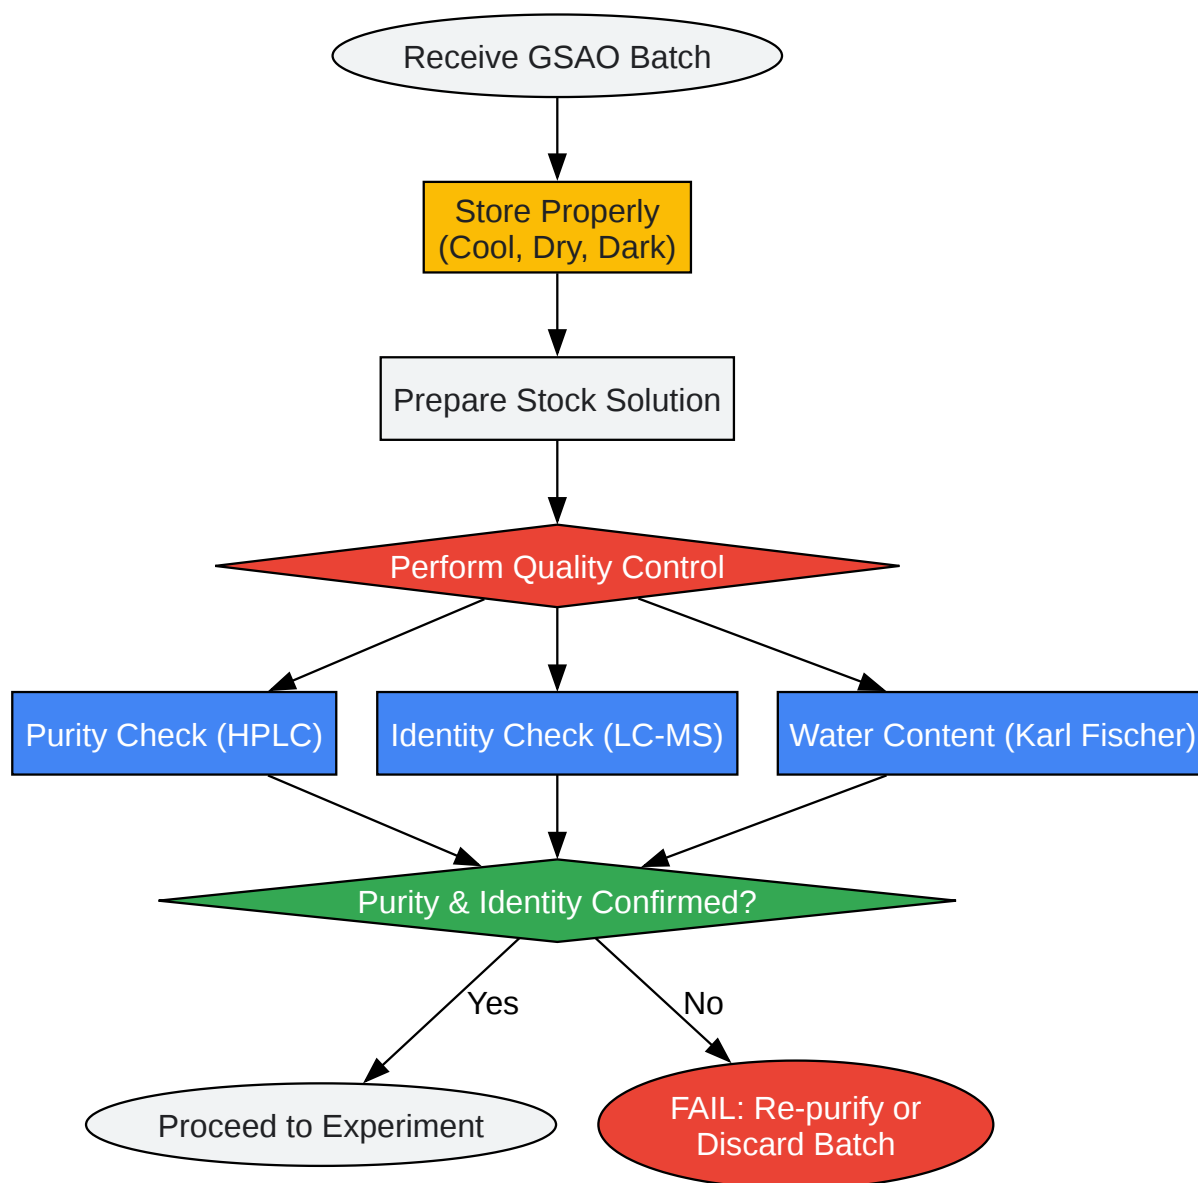 Receive GSAO Batch
Store Properly
(Cool, Dry, Dark)
Prepare Stock Solution
Perform Quality Control
Purity Check (HPLC)
Identity Check (LC-MS)
Water Content (Karl Fischer)
Purity & Identity Confirmed?
Yes
No
Proceed to Experiment
FAIL: Re-purify or
Discard Batch